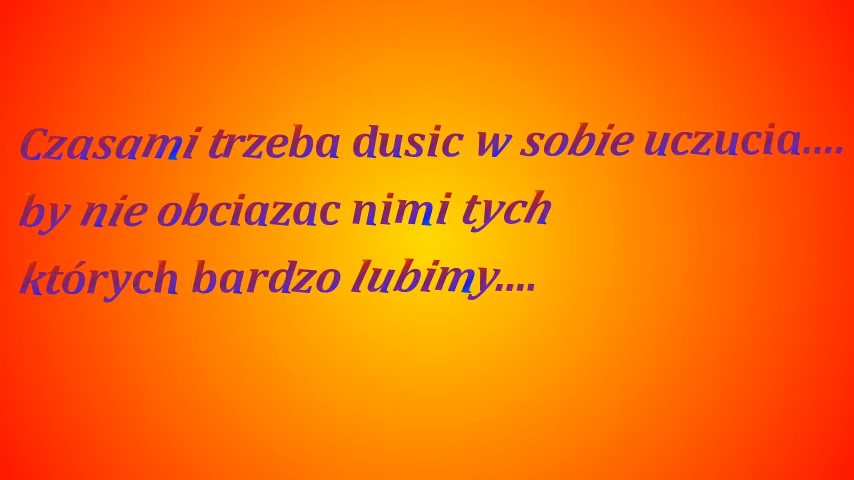 Czasami trzeba dusic w sobie uczucia....
by nie obciazac nimi tych
których bardzo lubimy....